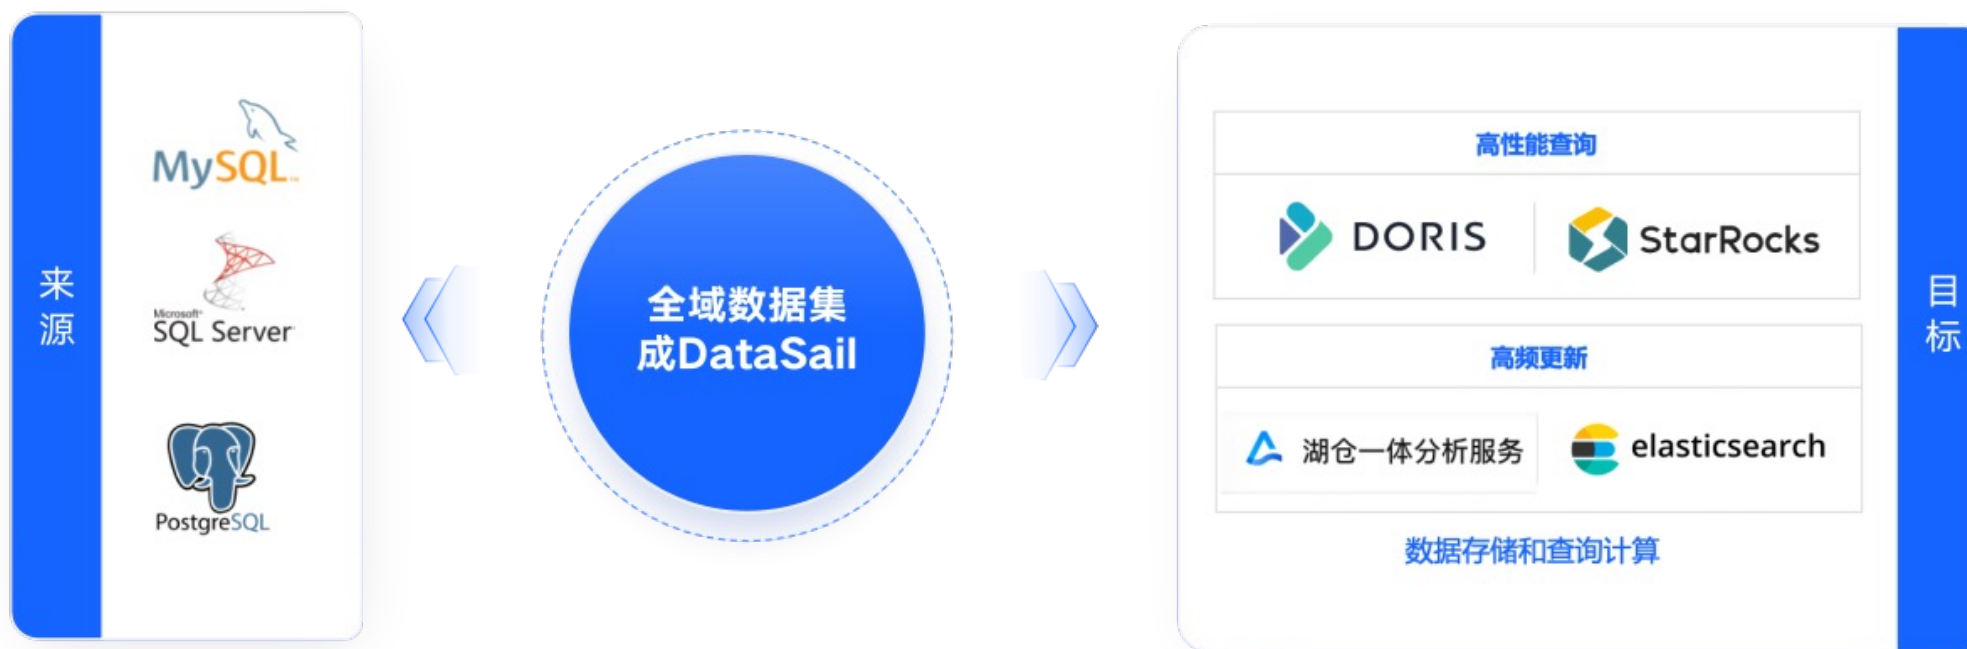 来源
MySQL™
Microsoft®
SQL Server
PostgreSQL
全域数据集
成DataSail
高性能查询
DORIS
StarRocks
高频更新
湖仓一体分析服务
elasticsearch
数据存储和查询计算
目标